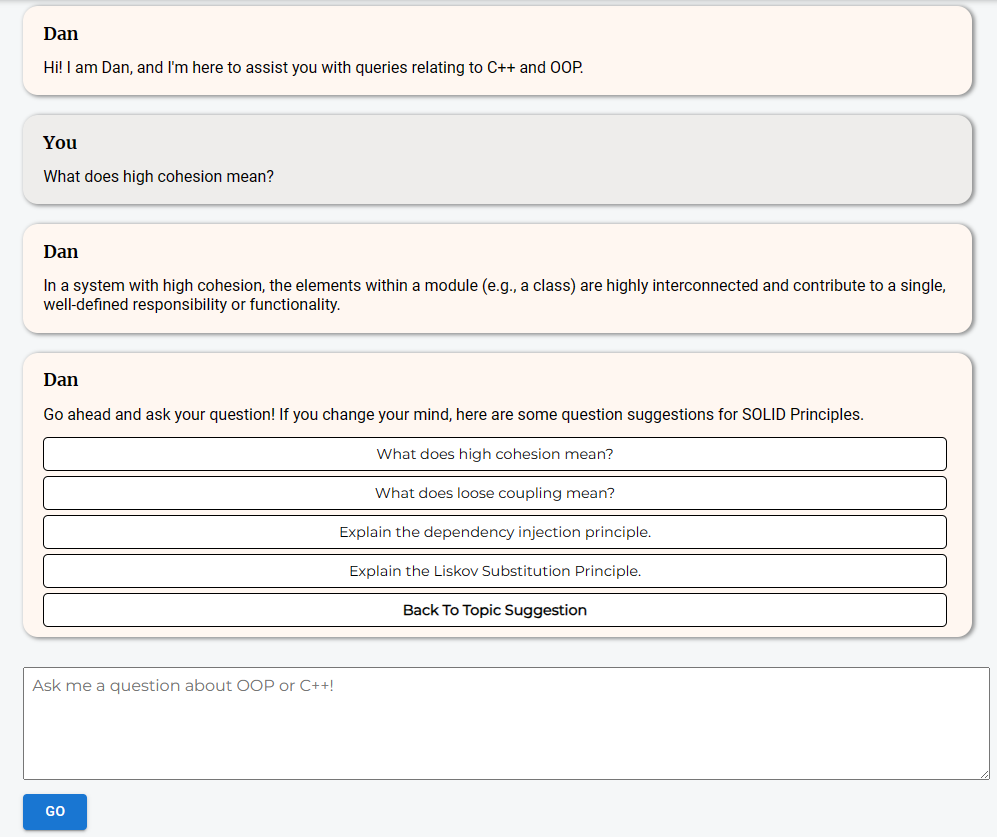 Dan
Hi! I am Dan, and I'm here to assist you with queries relating to C++ and OOP.
You
What does high cohesion mean?
Dan
In a system with high cohesion, the elements within a module (e.g., a class) are highly interconnected and contribute to a single,
well-defined responsibility or functionality.
Dan
Go ahead and ask your question! If you change your mind, here are some question suggestions for SOLID Principles.
What does high cohesion mean?
What does loose coupling mean?
Explain the dependency injection principle.
Explain the Liskov Substitution Principle.
Back To Topic Suggestion
Ask me a question about OOP or C++!
GO